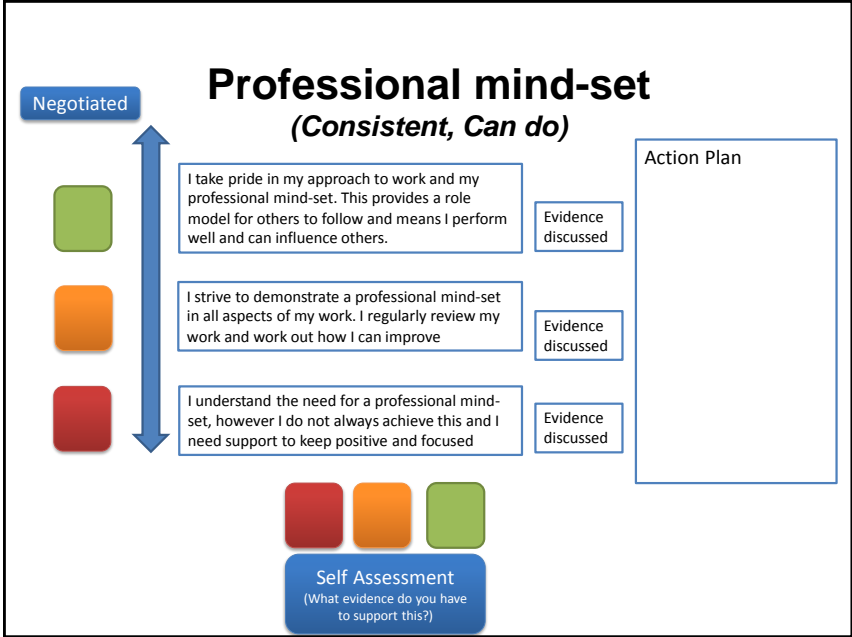 Professional mind-set
(Consistent, Can do)
Negotiated
I take pride in my approach to work and my
professional mind-set. This provides a role
model for others to follow and means I perform
well and can influence others.
Evidence
discussed
I strive to demonstrate a professional mind-set
in all aspects of my work. I regularly review my
work and work out how I can improve
Evidence
discussed
I understand the need for a professional mind-
set, however I do not always achieve this and I
need support to keep positive and focused
Evidence
discussed
Action Plan
Self Assessment
(What evidence do you have
to support this?)